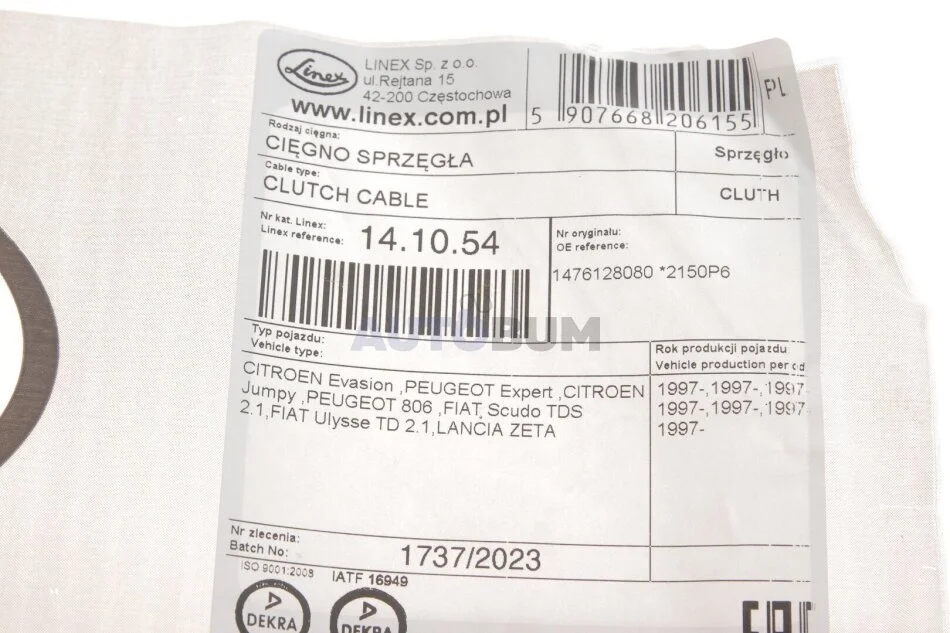 Linex
LINEX Sp. z o.o.
ul.Rejtana 15
42-200 Częstochowa
www.linex.com.pl
5 907668 206155
PL
Rodzaj cięgna:
CIĘGNO SPRZĘGŁA
Sprzęgło
Cable type:
CLUTCH CABLE
CLUTH
Nr kat. Linex:
Linex reference:
14.10.54
Nr oryginału:
OE reference:
1476128080 *2150P6
AUTOBUM
Typ pojazdu:
Vehicle type:
Rok produkcji pojazdu
Vehicle production per
CITROEN Evasion ,PEUGEOT Expert ,CITROEN
Jumpy ,PEUGEOT 806 ,FIAT Scudo TDS
2.1,FIAT Ulysse TD 2.1,LANCIA ZETA
1997-,1997-,1997-
1997-,1997-,1997-
1997-
Nr zlecenia:
Batch No:
1737/2023
ISO 9001:2008
IATF 16949
DEKRA
DEKRA